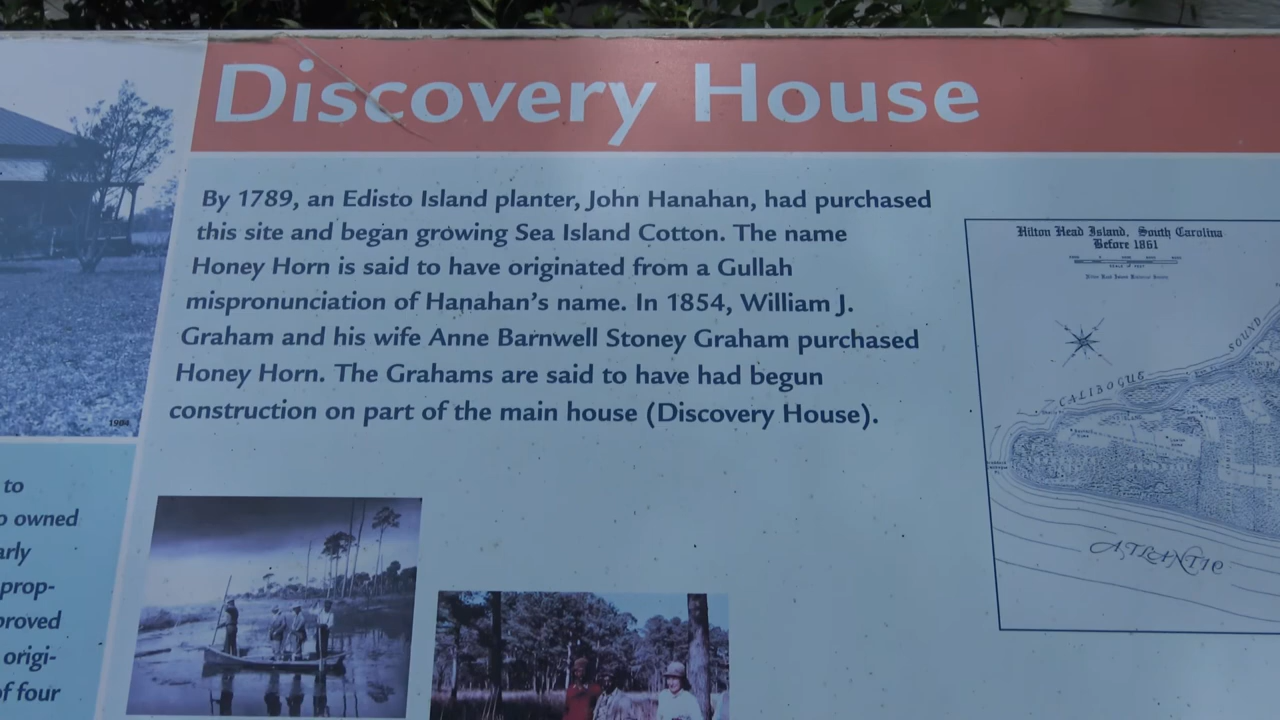 Discovery House
By 1789, an Edisto Island planter, John Hanahan, had purchased
this site and began growing Sea Island Cotton. The name
Honey Horn is said to have originated from a Gullah
mispronunciation of Hanahan's name. In 1854, William J.
Graham and his wife Anne Barnwell Stoney Graham purchased
Honey Horn. The Grahams are said to have had begun
construction on part of the main house (Discovery House).
to
owned
arly
prop-
proved
origi-
of four
Hilton Head Island, South Carolina
Before 1861
CALIBOGUE SOUND
ATLANTIC